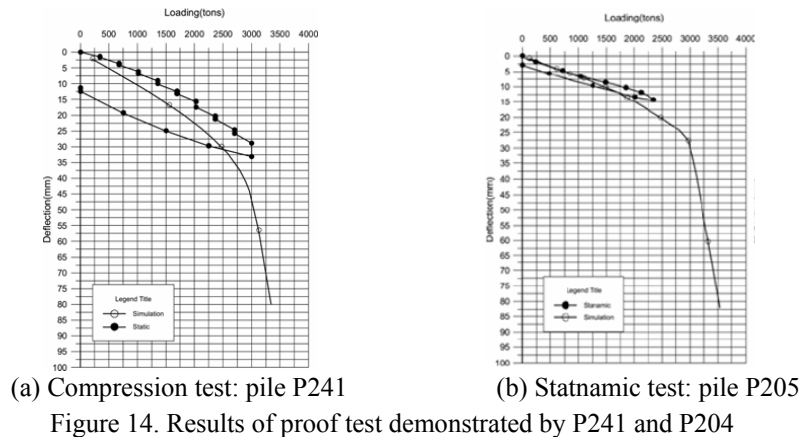 Loading(tons)
0 500 1000 1500 2000 2500 3000 3500 4000
0
5
10
15
20
25
30
35
40
45
50
55
60
65
70
75
80
85
90
95
100
Deflection(mm)
Legend Title
Simulation
Static
(a) Compression test: pile P241
Loading(tons)
0 500 1000 1500 2000 2500 3000 3500 4000
0
5
10
15
20
25
30
35
40
45
50
55
60
65
70
75
80
85
90
95
100
Deflection(mm)
Legend Title
Stanamic
Simulation
(b) Statnamic test: pile P205
Figure 14. Results of proof test demonstrated by P241 and P204